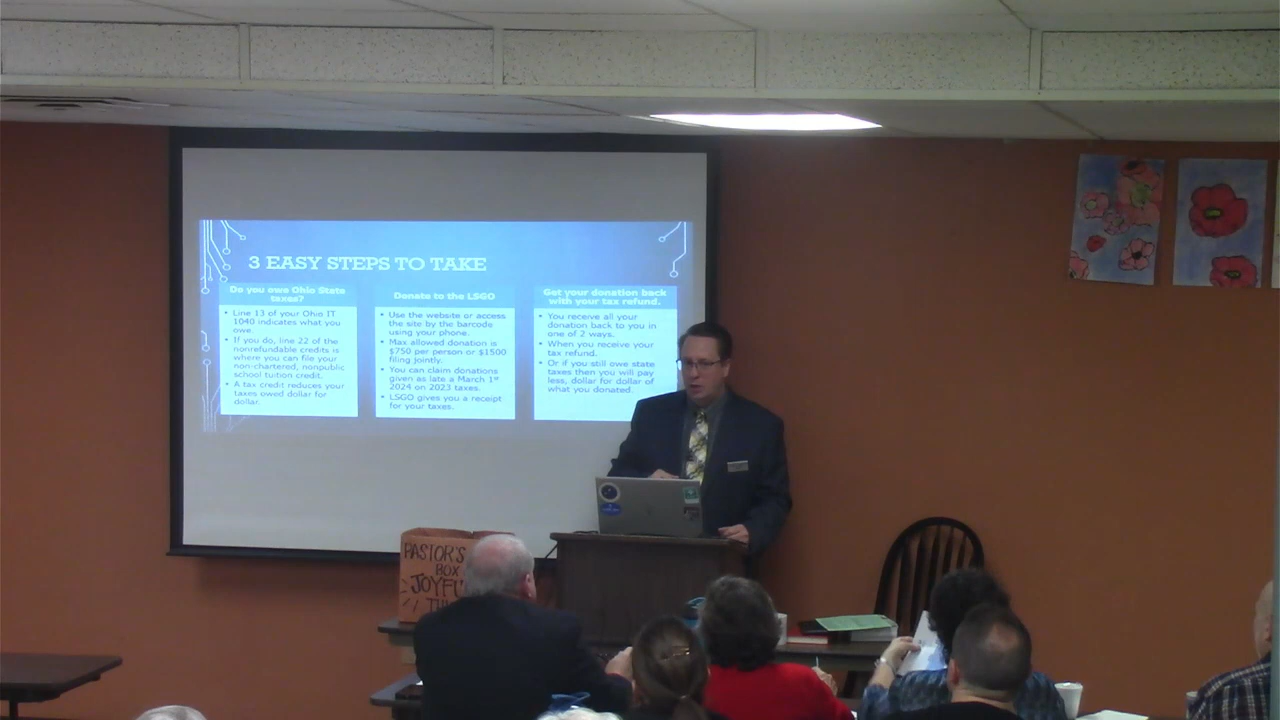 3 EASY STEPS TO TAKE
Do you owe Ohio State
taxes?
• Line 13 of your Ohio IT
1040 indicates what you
owe.
• If you do, line 22 of the
nonrefundable credits is
where you can file your
non-chartered, nonpublic
school tuition credit.
• A tax credit reduces your
taxes owed dollar for
dollar.
Donate to the LSGO
• Use the website or access
the site by the barcode
using your phone.
• Max allowed donation is
$750 per person or $1500
filing jointly.
• You can claim donations
given as late a March 1st
2024 on 2023 taxes.
• LSGO gives you a receipt
for your taxes.
Get your donation back
with your tax refund.
• You receive all your
donation back to you in
one of 2 ways.
• When you receive your
tax refund.
• Or if you still owe state
taxes then you will pay
less, dollar for dollar of
what you donated.
PASTOR'S
BOX